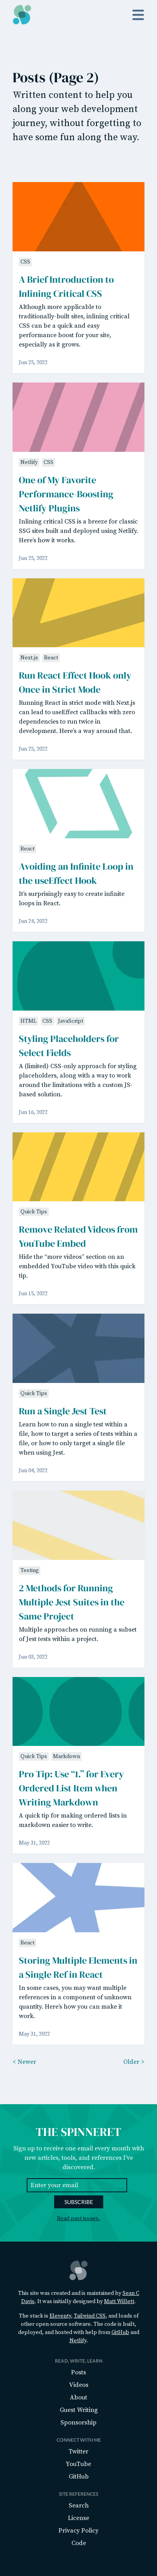 Posts (Page 2)
Written content to help you
along your web development
journey, without forgetting to
have some fun along the way.
CSS
A Brief Introduction to
Inlining Critical CSS
Although more applicable to
traditionally-built sites, inlining critical
CSS can be a quick and easy
performance boost for your site,
especially as it grows.
Jun 25, 2022
Netlify CSS
One of My Favorite
Performance-Boosting
Netlify Plugins
Inlining critical CSS is a breeze for classic
SSG sites built and deployed using Netlify.
Here's how it works.
Jun 25, 2022
Next.js React
Run React Effect Hook only
Once in Strict Mode
Running React in strict mode with Next.js
can lead to useEffect callbacks with zero
dependencies to run twice in
development. Here's a way around that.
Jun 25, 2022
React
Avoiding an Infinite Loop in
the useEffect Hook
It's surprisingly easy to create infinite
loops in React.
Jun 24, 2022
HTML CSS JavaScript
Styling Placeholders for
Select Fields
A (limited) CSS-only approach for styling
placeholders, along with a way to work
around the limitations with a custom JS-
based solution.
Jun 16, 2022
Quick Tips
Remove Related Videos from
YouTube Embed
Hide the "more videos" section on an
embedded YouTube video with this quick
tip.
Jun 15, 2022
Quick Tips
Run a Single Jest Test
Learn how to run a single test within a
file, how to target a series of tests within a
file, or how to only target a single file
when using Jest.
Jun 04, 2022
Testing
2 Methods for Running
Multiple Jest Suites in the
Same Project
Multiple approaches to running a subset
of Jest tests within a project.
Jun 03, 2022
Quick Tips Markdown
Pro Tip: Use "1." for Every
Ordered List Item when
Writing Markdown
A quick tip for making ordered lists in
markdown easier to write.
May 31, 2022
React
Storing Multiple Elements in
a Single Ref in React
In some cases, you may want multiple
references in a component of unknown
quantity. Here's how you can make it
work.
May 31, 2022
< Newer
Older >
THE SPINNERET
Sign up to receive one email every month with
new articles, tools, and references I've
discovered.
Enter your email
SUBSCRIBE
Read past issues.
This site was created and is maintained by Sean C
Davis. It was initially designed by Matt Willett.
The stack is Eleventy, Tailwind CSS, and loads of
other open-source software. The code is built,
deployed, and hosted with help from GitHub and
Netlify.
READ, WRITE, LEARN
Posts
Videos
About
Guest Writing
Sponsorship
CONNECT WITH ME
Twitter
YouTube
GitHub
SITE REFERENCES
Search
License
Privacy Policy
Code